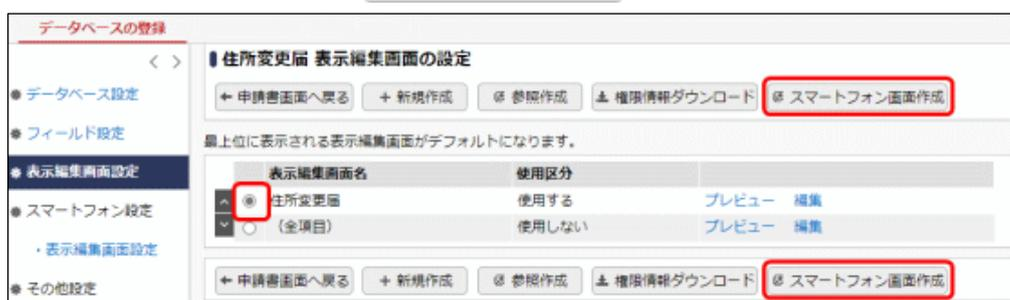 データベースの登録
< >
データベース設定
フィールド設定
表示編集画面設定
スマートフォン設定
・表示編集画面設定
その他設定
住所変更届 表示編集画面の設定
申請書画面へ戻る 新規作成 参照作成 権限情報ダウンロード スマートフォン画面作成
最上位に表示される表示編集画面がデフォルトになります。
表示編集画面名 使用区分
住所変更届 使用する プレビュー 編集
（全項目） 使用しない プレビュー 編集
申請書画面へ戻る 新規作成 参照作成 権限情報ダウンロード スマートフォン画面作成